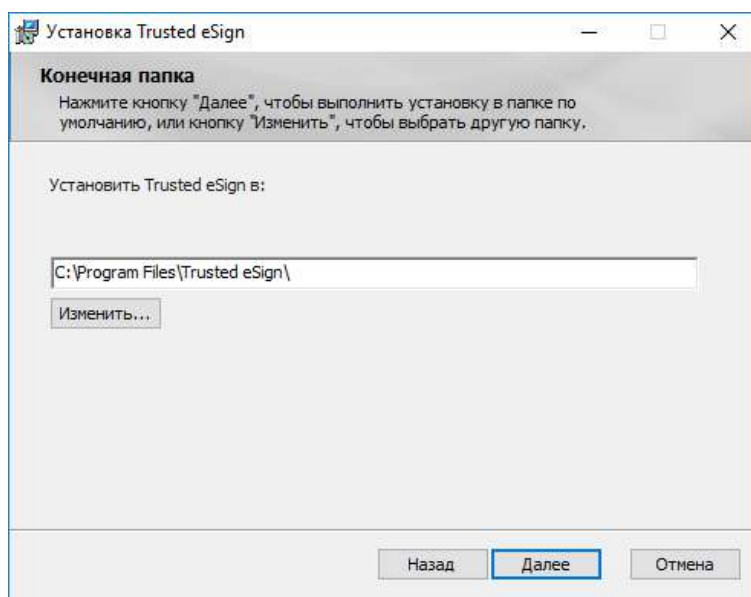 Установка Trusted eSign
Конечная папка
Нажмите кнопку "Далее", чтобы выполнить установку в папке по
умолчанию, или кнопку "Изменить", чтобы выбрать другую папку.
Установить Trusted eSign в:
C:\Program Files\Trusted eSign\
Изменить...
Назад Далее Отмена